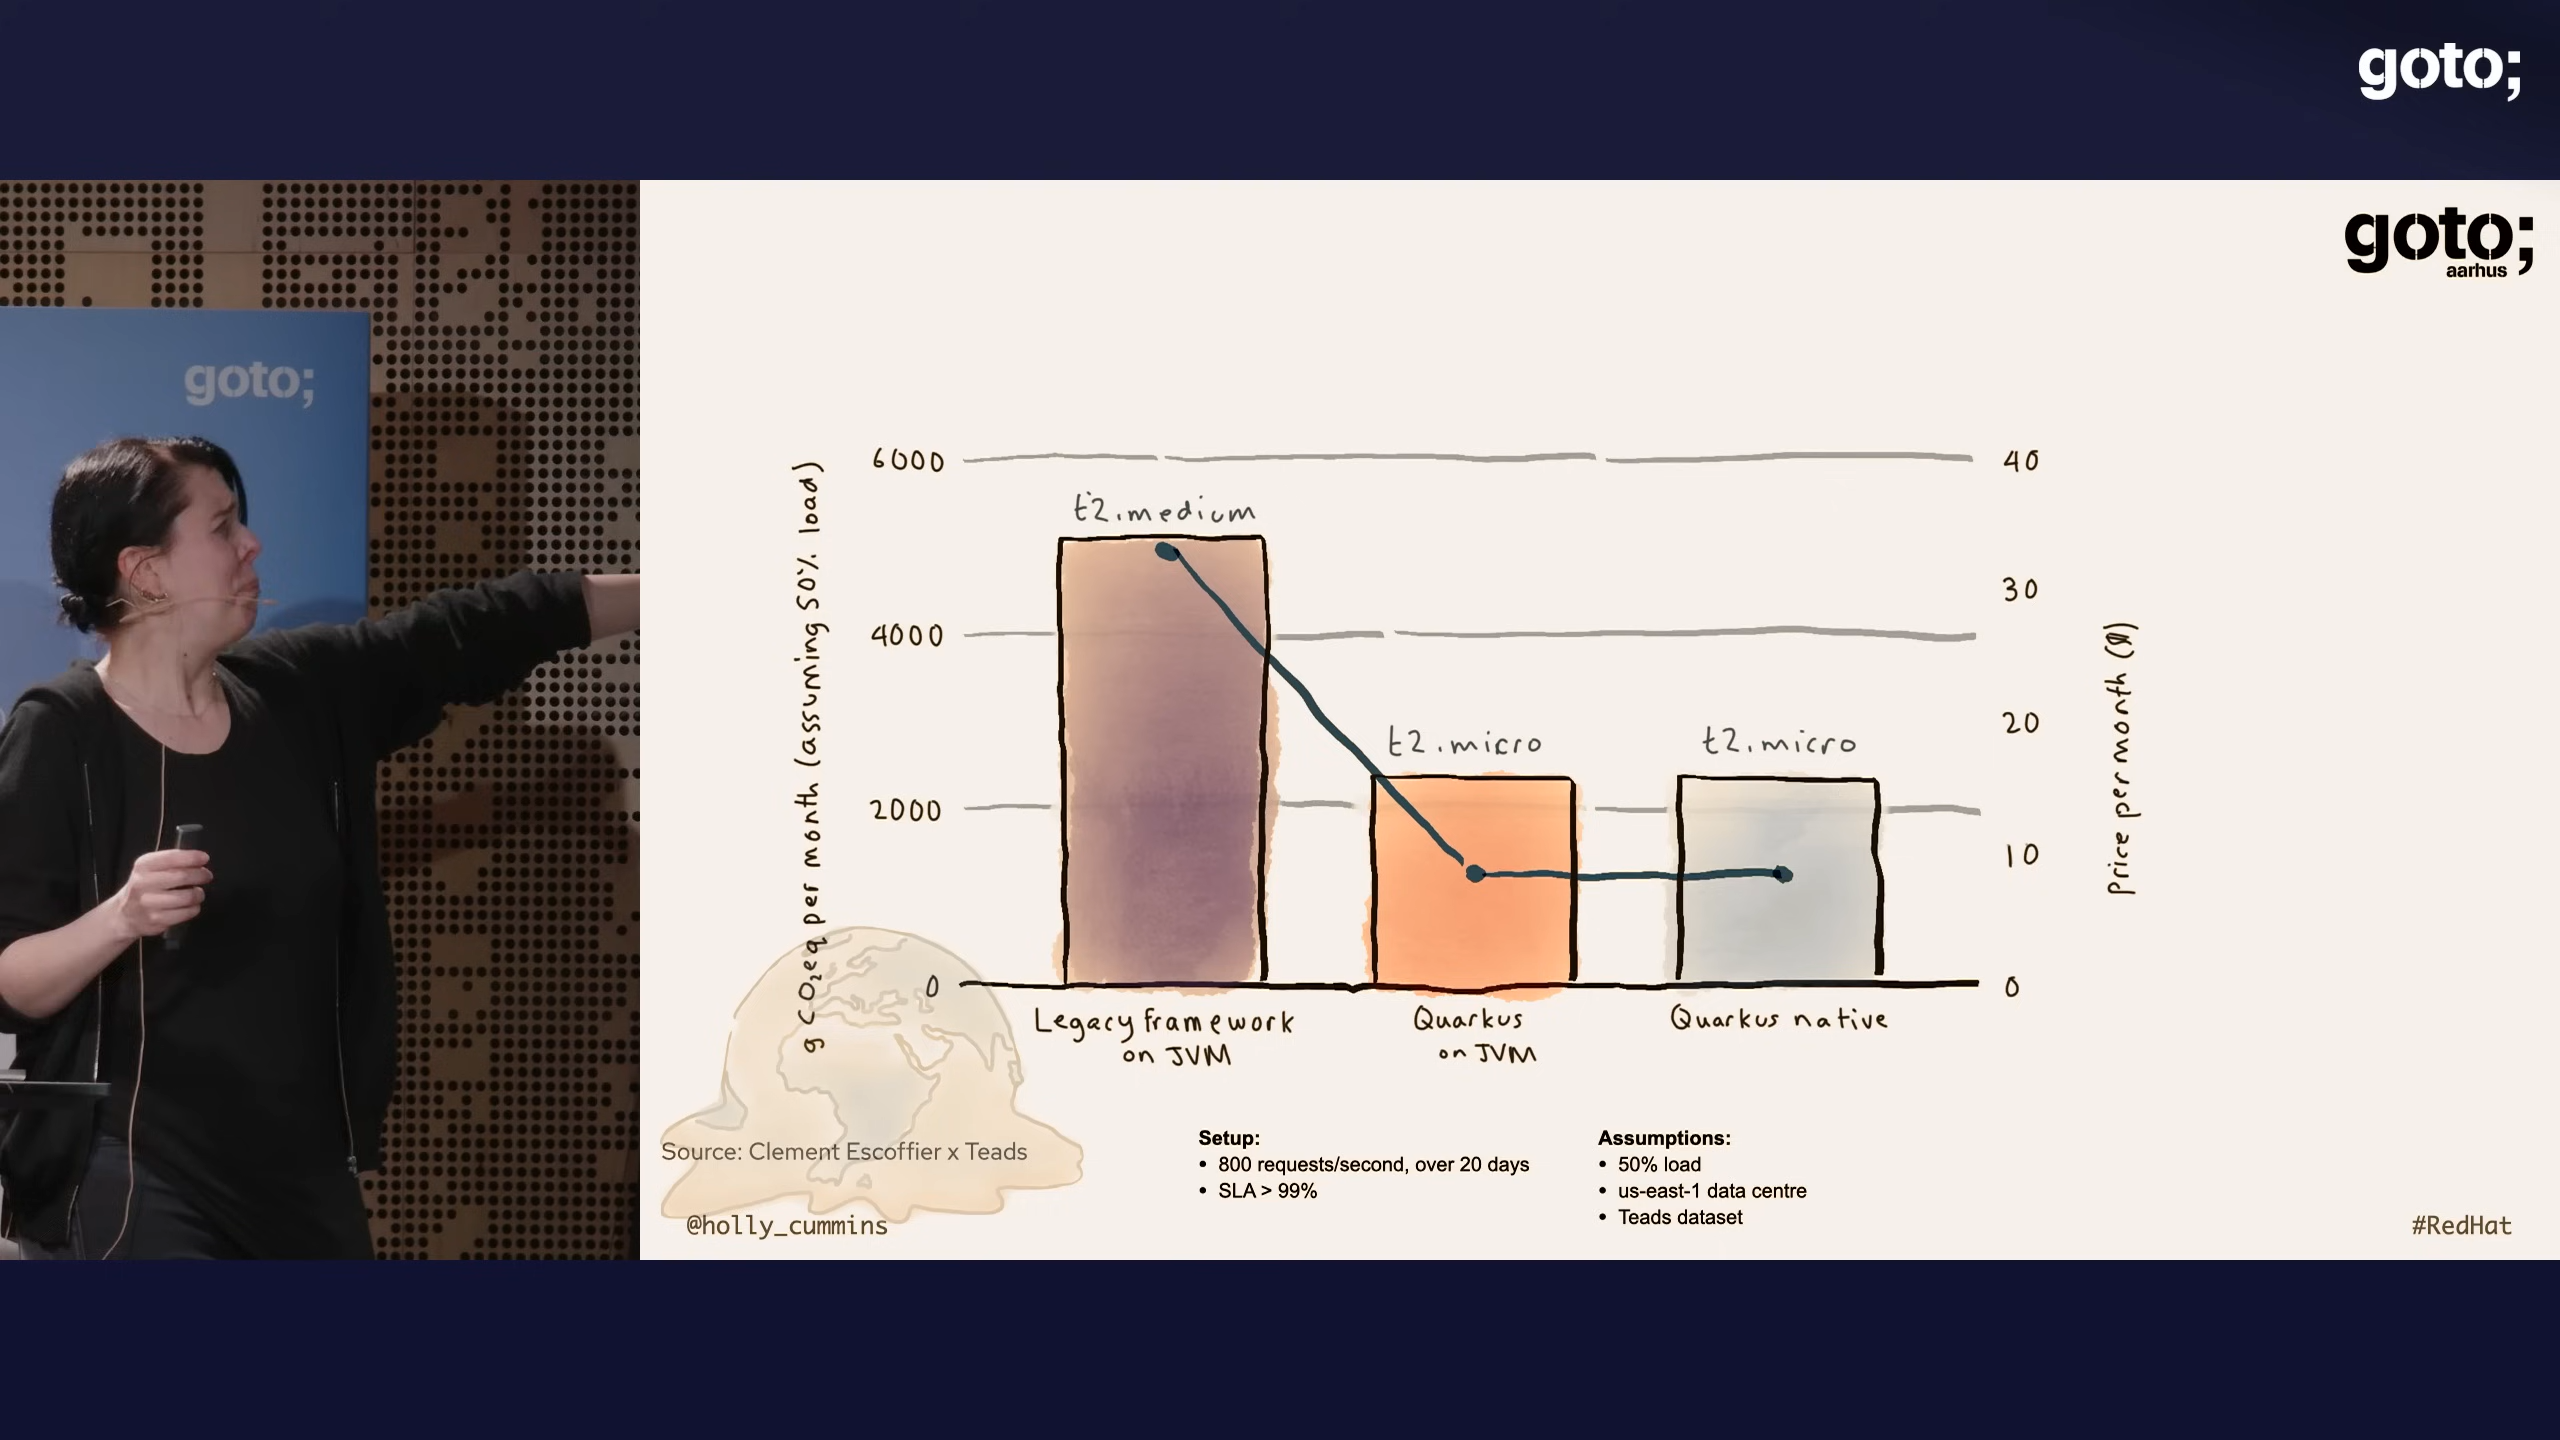 goto;
goto;
aarhus
goto;
6000
4000
2000
0
g CO₂eq per month (assuming 50% load)
t2.medium
t2.micro
t2.micro
40
30
20
10
0
Price per month ($)
Legacy framework
on JVM
Quarkus
on JVM
Quarkus native
Source: Clement Escoffier x Teads
@holly_cummins
Setup:
• 800 requests/second, over 20 days
• SLA > 99%
Assumptions:
• 50% load
• us-east-1 data centre
• Teads dataset
#RedHat